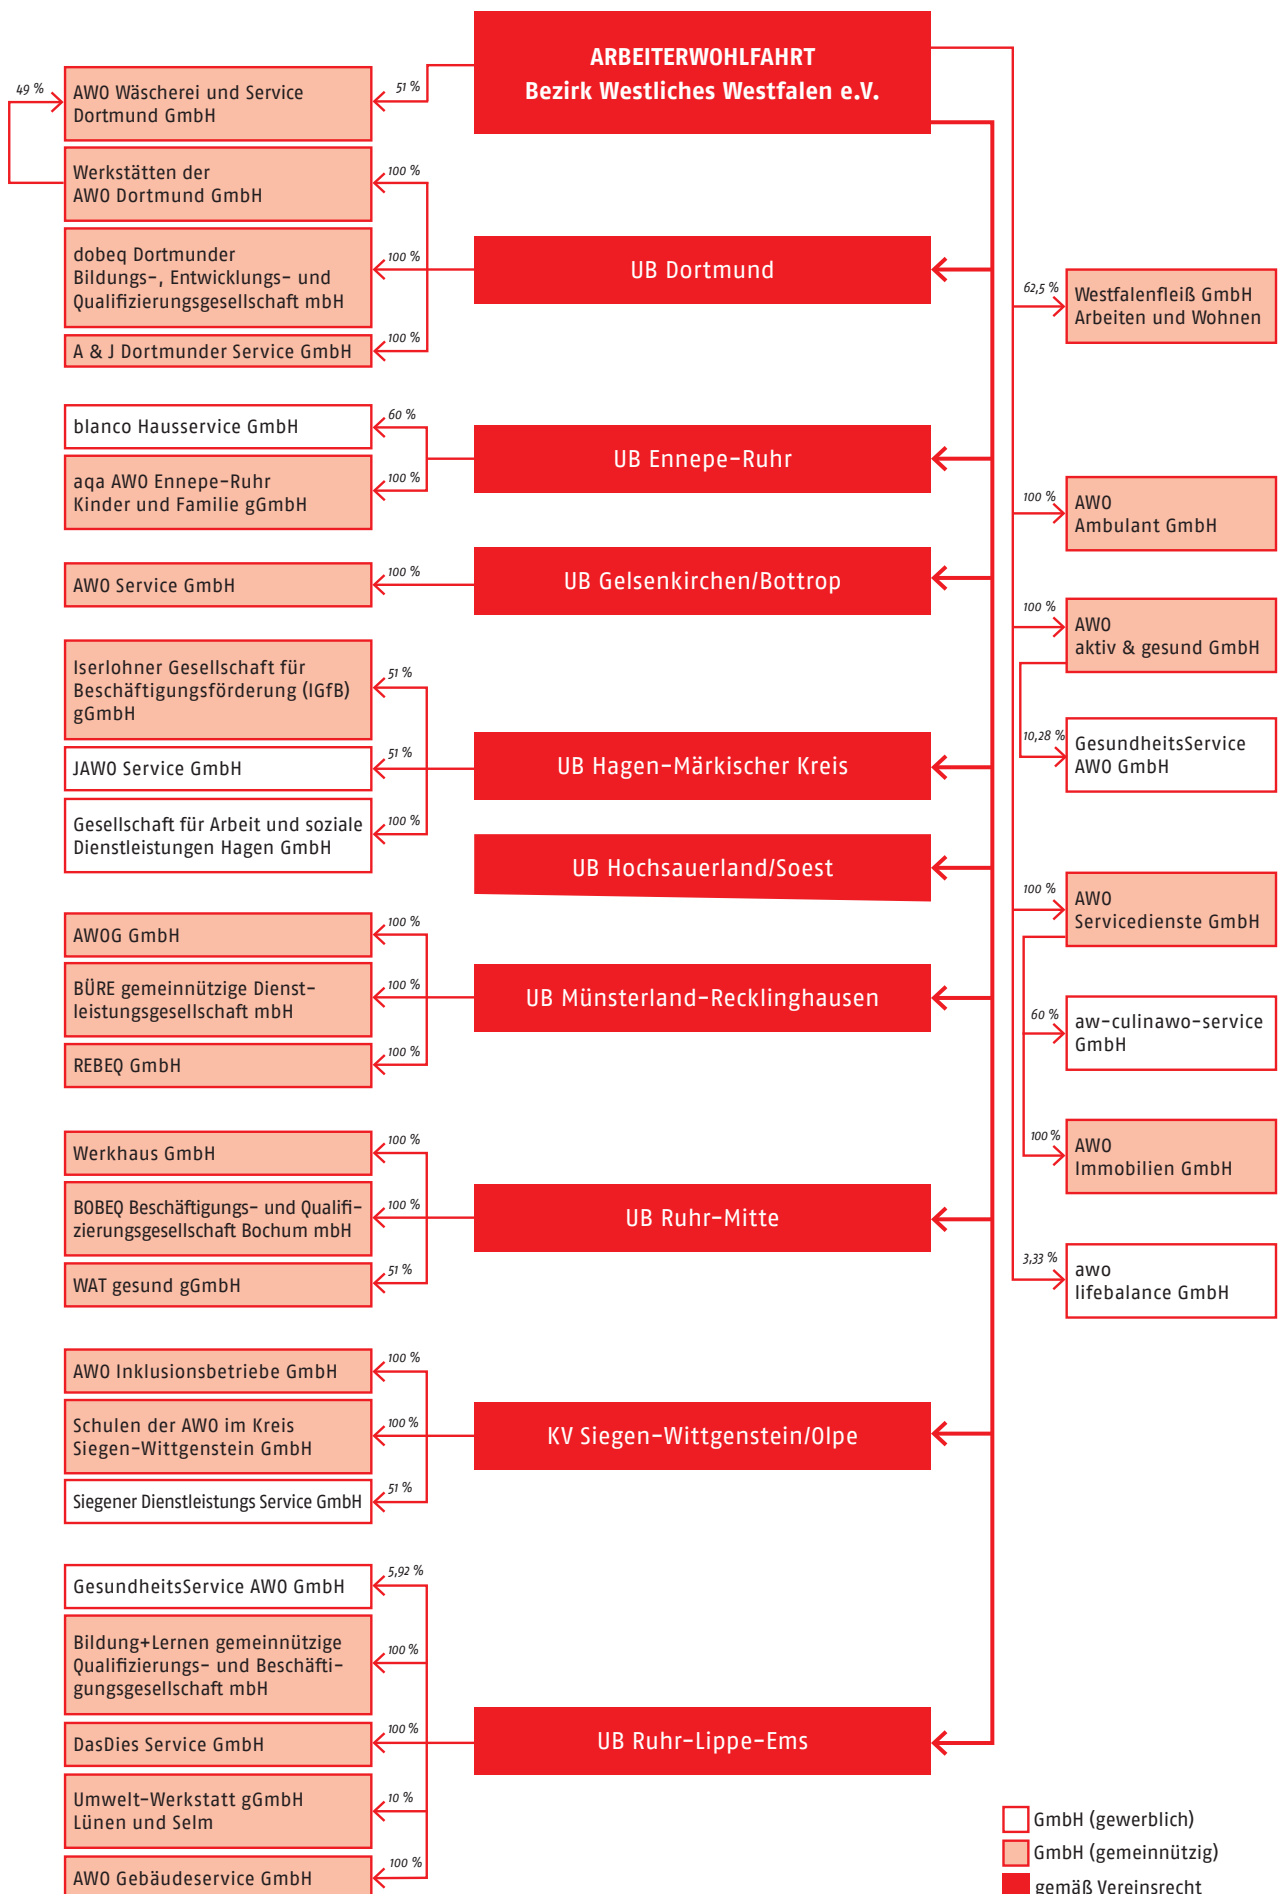 ARBEITERWOHLFAHRT
Bezirk Westliches Westfalen e.V.
49 %
51 %
AWO Wäscherei und Service
Dortmund GmbH
100 %
Werkstätten der
AWO Dortmund GmbH
100 %
dobeq Dortmunder
Bildungs-, Entwicklungs- und
Qualifizierungsgesellschaft mbH
100 %
A & J Dortmunder Service GmbH
UB Dortmund
60 %
blanco Hausservice GmbH
100 %
aqa AWO Ennepe-Ruhr
Kinder und Familie gGmbH
UB Ennepe-Ruhr
100 %
AWO Service GmbH
UB Gelsenkirchen/Bottrop
51 %
Iserlohner Gesellschaft für
Beschäftigungsförderung (IGfB)
gGmbH
51 %
JAWO Service GmbH
100 %
Gesellschaft für Arbeit und soziale
Dienstleistungen Hagen GmbH
UB Hagen-Märkischer Kreis
UB Hochsauerland/Soest
100 %
AWOG GmbH
100 %
BÜRE gemeinnützige Dienst-
leistungsgesellschaft mbH
100 %
REBEQ GmbH
UB Münsterland-Recklinghausen
100 %
Werkhaus GmbH
100 %
BOBEQ Beschäftigungs- und Qualifi-
zierungsgesellschaft Bochum mbH
51 %
WAT gesund gGmbH
UB Ruhr-Mitte
100 %
AWO Inklusionsbetriebe GmbH
100 %
Schulen der AWO im Kreis
Siegen-Wittgenstein GmbH
51 %
Siegener Dienstleistungs Service GmbH
KV Siegen-Wittgenstein/Olpe
5,92 %
GesundheitsService AWO GmbH
100 %
Bildung+Lernen gemeinnützige
Qualifizierungs- und Beschäfti-
gungsgesellschaft mbH
100 %
DasDies Service GmbH
10 %
Umwelt-Werkstatt gGmbH
Lünen und Selm
100 %
AWO Gebäudeservice GmbH
UB Ruhr-Lippe-Ems
62,5 %
Westfalenfleiß GmbH
Arbeiten und Wohnen
100 %
AWO
Ambulant GmbH
100 %
AWO
aktiv & gesund GmbH
10,28 %
GesundheitsService
AWO GmbH
100 %
AWO
Servicedienste GmbH
60 %
aw-culinawo-service
GmbH
100 %
AWO
Immobilien GmbH
3,33 %
awo
lifebalance GmbH
GmbH (gewerblich)
GmbH (gemeinnützig)
gemäß Vereinsrecht